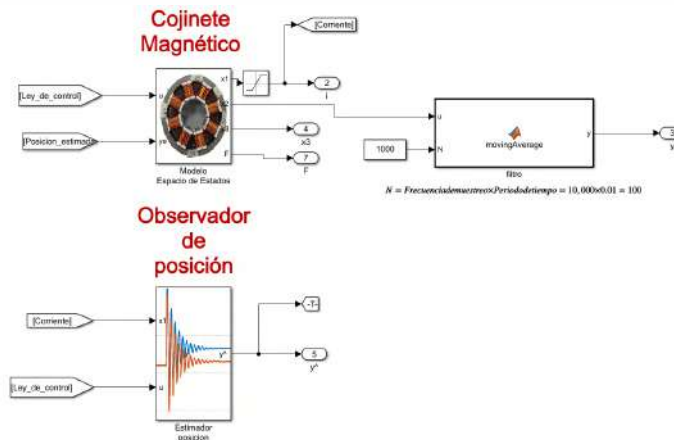 Cojinete
Magnético
[Corriente]
[Ley_de_control]
u
x1
2
i
x2
[Posicion_estimada
ye
4
x3
F
7
F
Modelo
Espacio de Estados
1000
u
N
movingAverage
y
3
y
filtro
N = Frecuenciademuestreo×Periododetiempo = 10,000×0.01 = 100
Observador
de
posición
[Corriente]
x1
-T-
y^
5
y^
[Ley_de_control]
u
Estimador
posicion